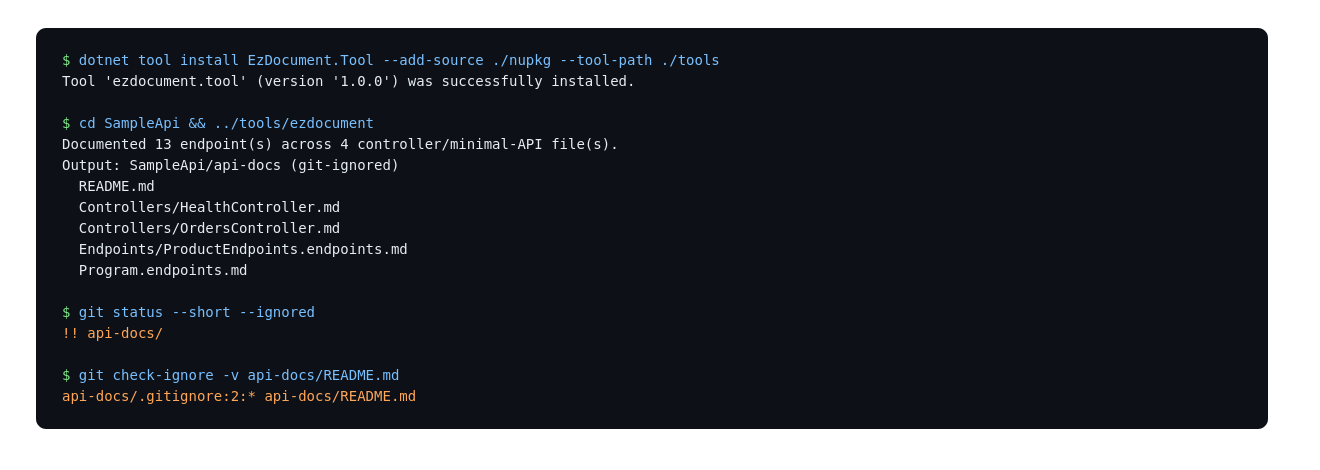 $ dotnet tool install EzDocument.Tool --add-source ./nupkg --tool-path ./tools
Tool 'ezdocument.tool' (version '1.0.0') was successfully installed.
$ cd SampleApi && ../tools/ezdocument
Documented 13 endpoint(s) across 4 controller/minimal-API file(s).
Output: SampleApi/api-docs (git-ignored)
README.md
Controllers/HealthController.md
Controllers/OrdersController.md
Endpoints/ProductEndpoints.endpoints.md
Program.endpoints.md
$ git status --short --ignored
!! api-docs/
$ git check-ignore -v api-docs/README.md
api-docs/.gitignore:2:* api-docs/README.md